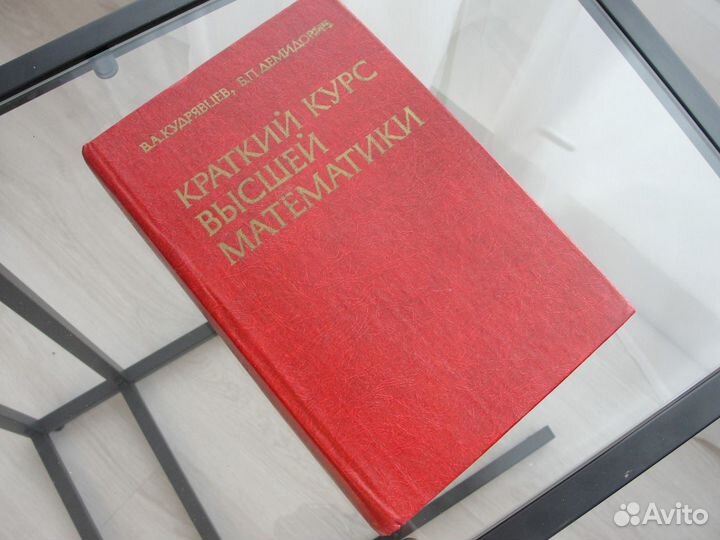 В.А.КУДРЯВЦЕВ, Б.П.ДЕМИДОВИЧ
КРАТКИЙ КУРС
ВЫСШЕЙ
МАТЕМАТИКИ
Avito